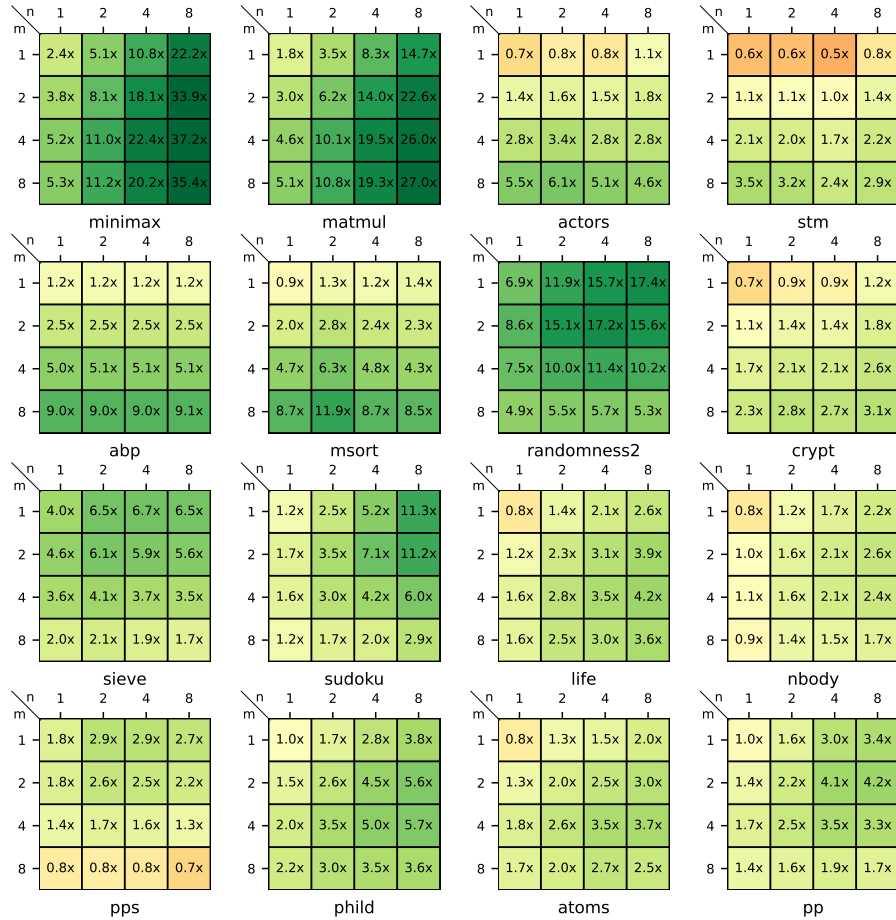 n 1 2 4 8 n 1 2 4 8 n 1 2 4 8 n 1 2 4 8
m m m m
1 2.4x 5.1x 10.8x 22.2x 1 1.8x 3.5x 8.3x 14.7x 1 0.7x 0.8x 0.8x 1.1x 1 0.6x 0.6x 0.5x 0.8x
2 3.8x 8.1x 18.1x 33.9x 2 3.0x 6.2x 14.0x 22.6x 2 1.4x 1.6x 1.5x 1.8x 2 1.1x 1.1x 1.0x 1.4x
4 5.2x 11.0x 22.4x 37.2x 4 4.6x 10.1x 19.5x 26.0x 4 2.8x 3.4x 2.8x 2.8x 4 2.1x 2.0x 1.7x 2.2x
8 5.3x 11.2x 20.2x 35.4x 8 5.1x 10.8x 19.3x 27.0x 8 5.5x 6.1x 5.1x 4.6x 8 3.5x 3.2x 2.4x 2.9x
minimax matmul actors stm
n 1 2 4 8 n 1 2 4 8 n 1 2 4 8 n 1 2 4 8
m m m m
1 1.2x 1.2x 1.2x 1.2x 1 0.9x 1.3x 1.2x 1.4x 1 6.9x 11.9x 15.7x 17.4x 1 0.7x 0.9x 0.9x 1.2x
2 2.5x 2.5x 2.5x 2.5x 2 2.0x 2.8x 2.4x 2.3x 2 8.6x 15.1x 17.2x 15.6x 2 1.1x 1.4x 1.4x 1.8x
4 5.0x 5.1x 5.1x 5.1x 4 4.7x 6.3x 4.8x 4.3x 4 7.5x 10.0x 11.4x 10.2x 4 1.7x 2.1x 2.1x 2.6x
8 9.0x 9.0x 9.0x 9.1x 8 8.7x 11.9x 8.7x 8.5x 8 4.9x 5.5x 5.7x 5.3x 8 2.3x 2.8x 2.7x 3.1x
abp msort randomness2 crypt
n 1 2 4 8 n 1 2 4 8 n 1 2 4 8 n 1 2 4 8
m m m m
1 4.0x 6.5x 6.7x 6.5x 1 1.2x 2.5x 5.2x 11.3x 1 0.8x 1.4x 2.1x 2.6x 1 0.8x 1.2x 1.7x 2.2x
2 4.6x 6.1x 5.9x 5.6x 2 1.7x 3.5x 7.1x 11.2x 2 1.2x 2.3x 3.1x 3.9x 2 1.0x 1.6x 2.1x 2.6x
4 3.6x 4.1x 3.7x 3.5x 4 1.6x 3.0x 4.2x 6.0x 4 1.6x 2.8x 3.5x 4.2x 4 1.1x 1.6x 2.1x 2.4x
8 2.0x 2.1x 1.9x 1.7x 8 1.2x 1.7x 2.0x 2.9x 8 1.6x 2.5x 3.0x 3.6x 8 0.9x 1.4x 1.5x 1.7x
sieve sudoku life nbody
n 1 2 4 8 n 1 2 4 8 n 1 2 4 8 n 1 2 4 8
m m m m
1 1.8x 2.9x 2.9x 2.7x 1 1.0x 1.7x 2.8x 3.8x 1 0.8x 1.3x 1.5x 2.0x 1 1.0x 1.6x 3.0x 3.4x
2 1.8x 2.6x 2.5x 2.2x 2 1.5x 2.6x 4.5x 5.6x 2 1.3x 2.0x 2.5x 3.0x 2 1.4x 2.2x 4.1x 4.2x
4 1.4x 1.7x 1.6x 1.3x 4 2.0x 3.5x 5.0x 5.7x 4 1.8x 2.6x 3.5x 3.7x 4 1.7x 2.5x 3.5x 3.3x
8 0.8x 0.8x 0.8x 0.7x 8 2.2x 3.0x 3.5x 3.6x 8 1.7x 2.0x 2.7x 2.5x 8 1.4x 1.6x 1.9x 1.7x
pps phild atoms pp